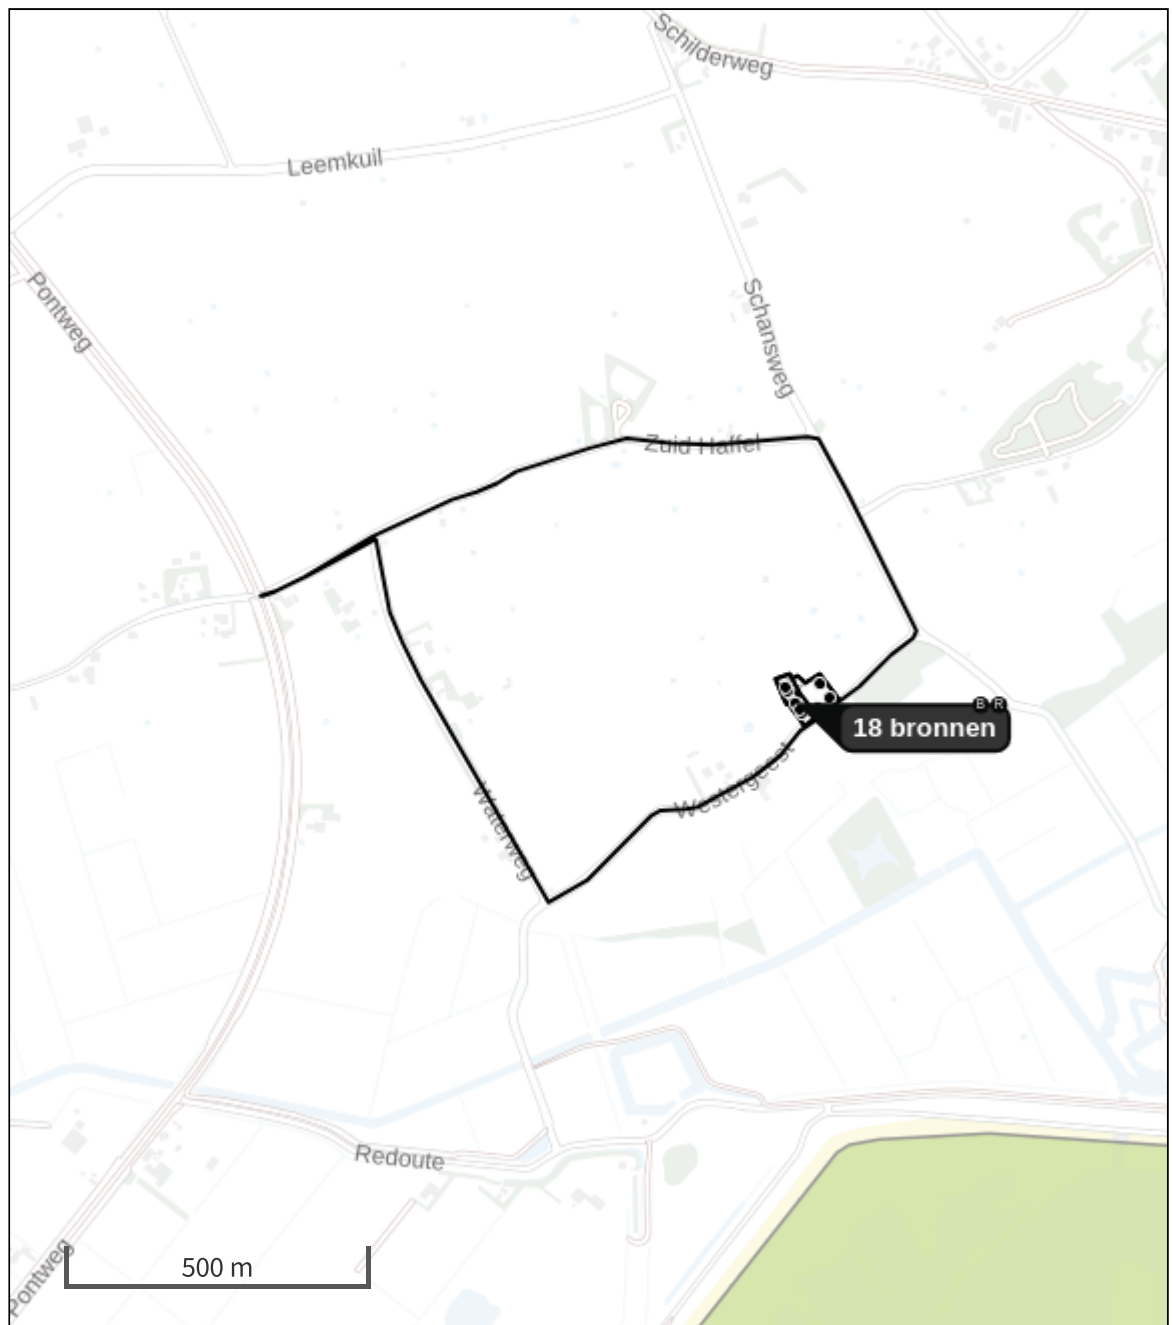 Schilderweg
Leemkuil
Pontweg
Schansweg
Zuid Haffel
B R
18 bronnen
Westergeest
Waterweg
Redoute
Pontweg
500 m